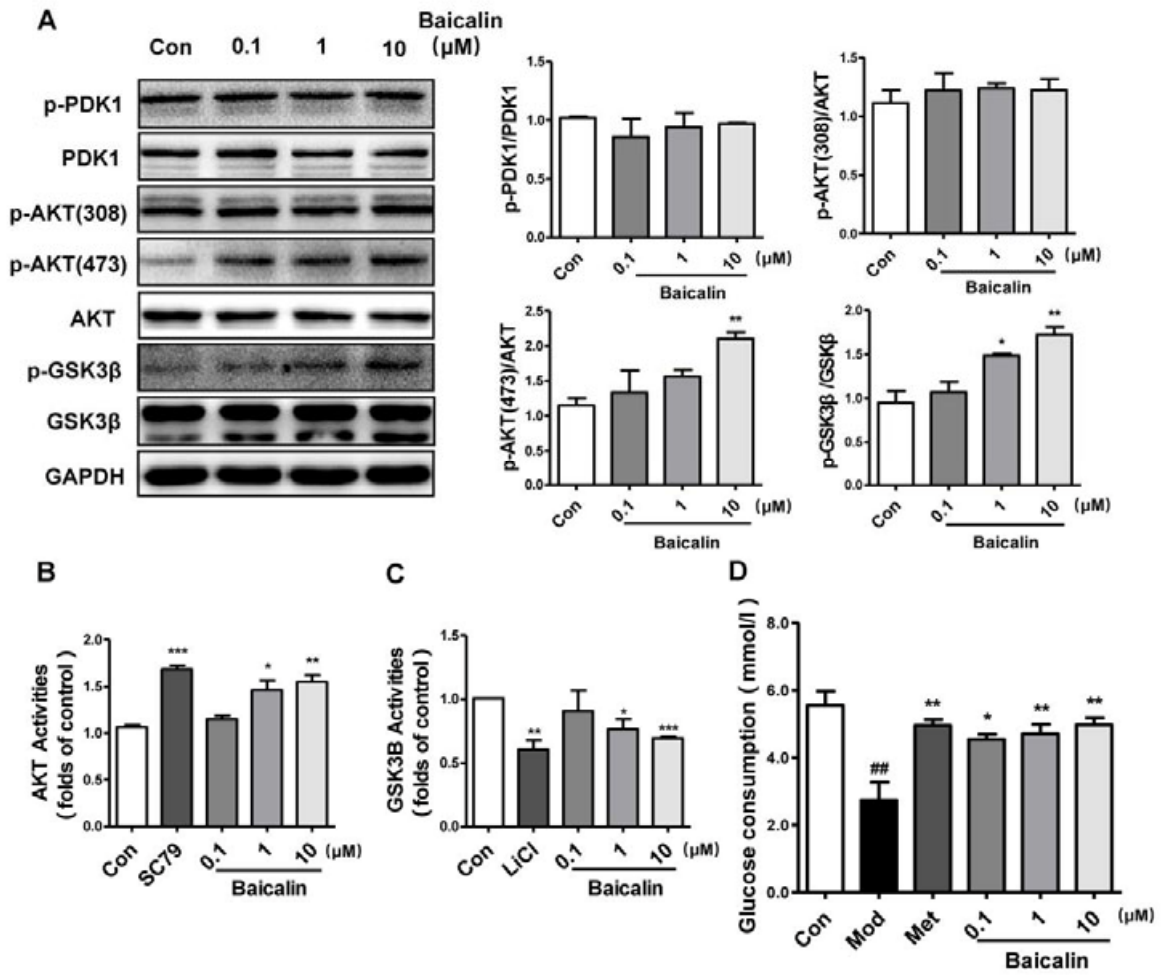 A
Con 0.1 1 10 Baicalin (μM)
p-PDK1
PDK1
p-AKT(308)
p-AKT(473)
AKT
p-GSK3β
GSK3β
GAPDH
p-PDK1/PDK1
1.5
1.0
0.5
0.0
Con 0.1 1 10 (μM)
Baicalin
p-AKT(308)/AKT
1.5
1.0
0.5
0.0
Con 0.1 1 10 (μM)
Baicalin
p-AKT(473)/AKT
2.5
2.0
1.5
1.0
0.5
0.0
**
Con 0.1 1 10 (μM)
Baicalin
p-GSK3β /GSKβ
2.0
1.5
1.0
0.5
0.0
* **
Con 0.1 1 10 (μM)
Baicalin
B
AKT Activities
( folds of control )
2.0
1.5
1.0
0.5
0.0
*** * **
Con SC79 0.1 1 10 (μM)
Baicalin
C
GSK3B Activities
( folds of control )
1.5
1.0
0.5
0.0
** * ***
Con LiCl 0.1 1 10 (μM)
Baicalin
D
Glucose consumption ( mmol/l )
8.0
6.0
4.0
2.0
0.0
## ** * ** **
Con Mod Met 0.1 1 10 (μM)
Baicalin